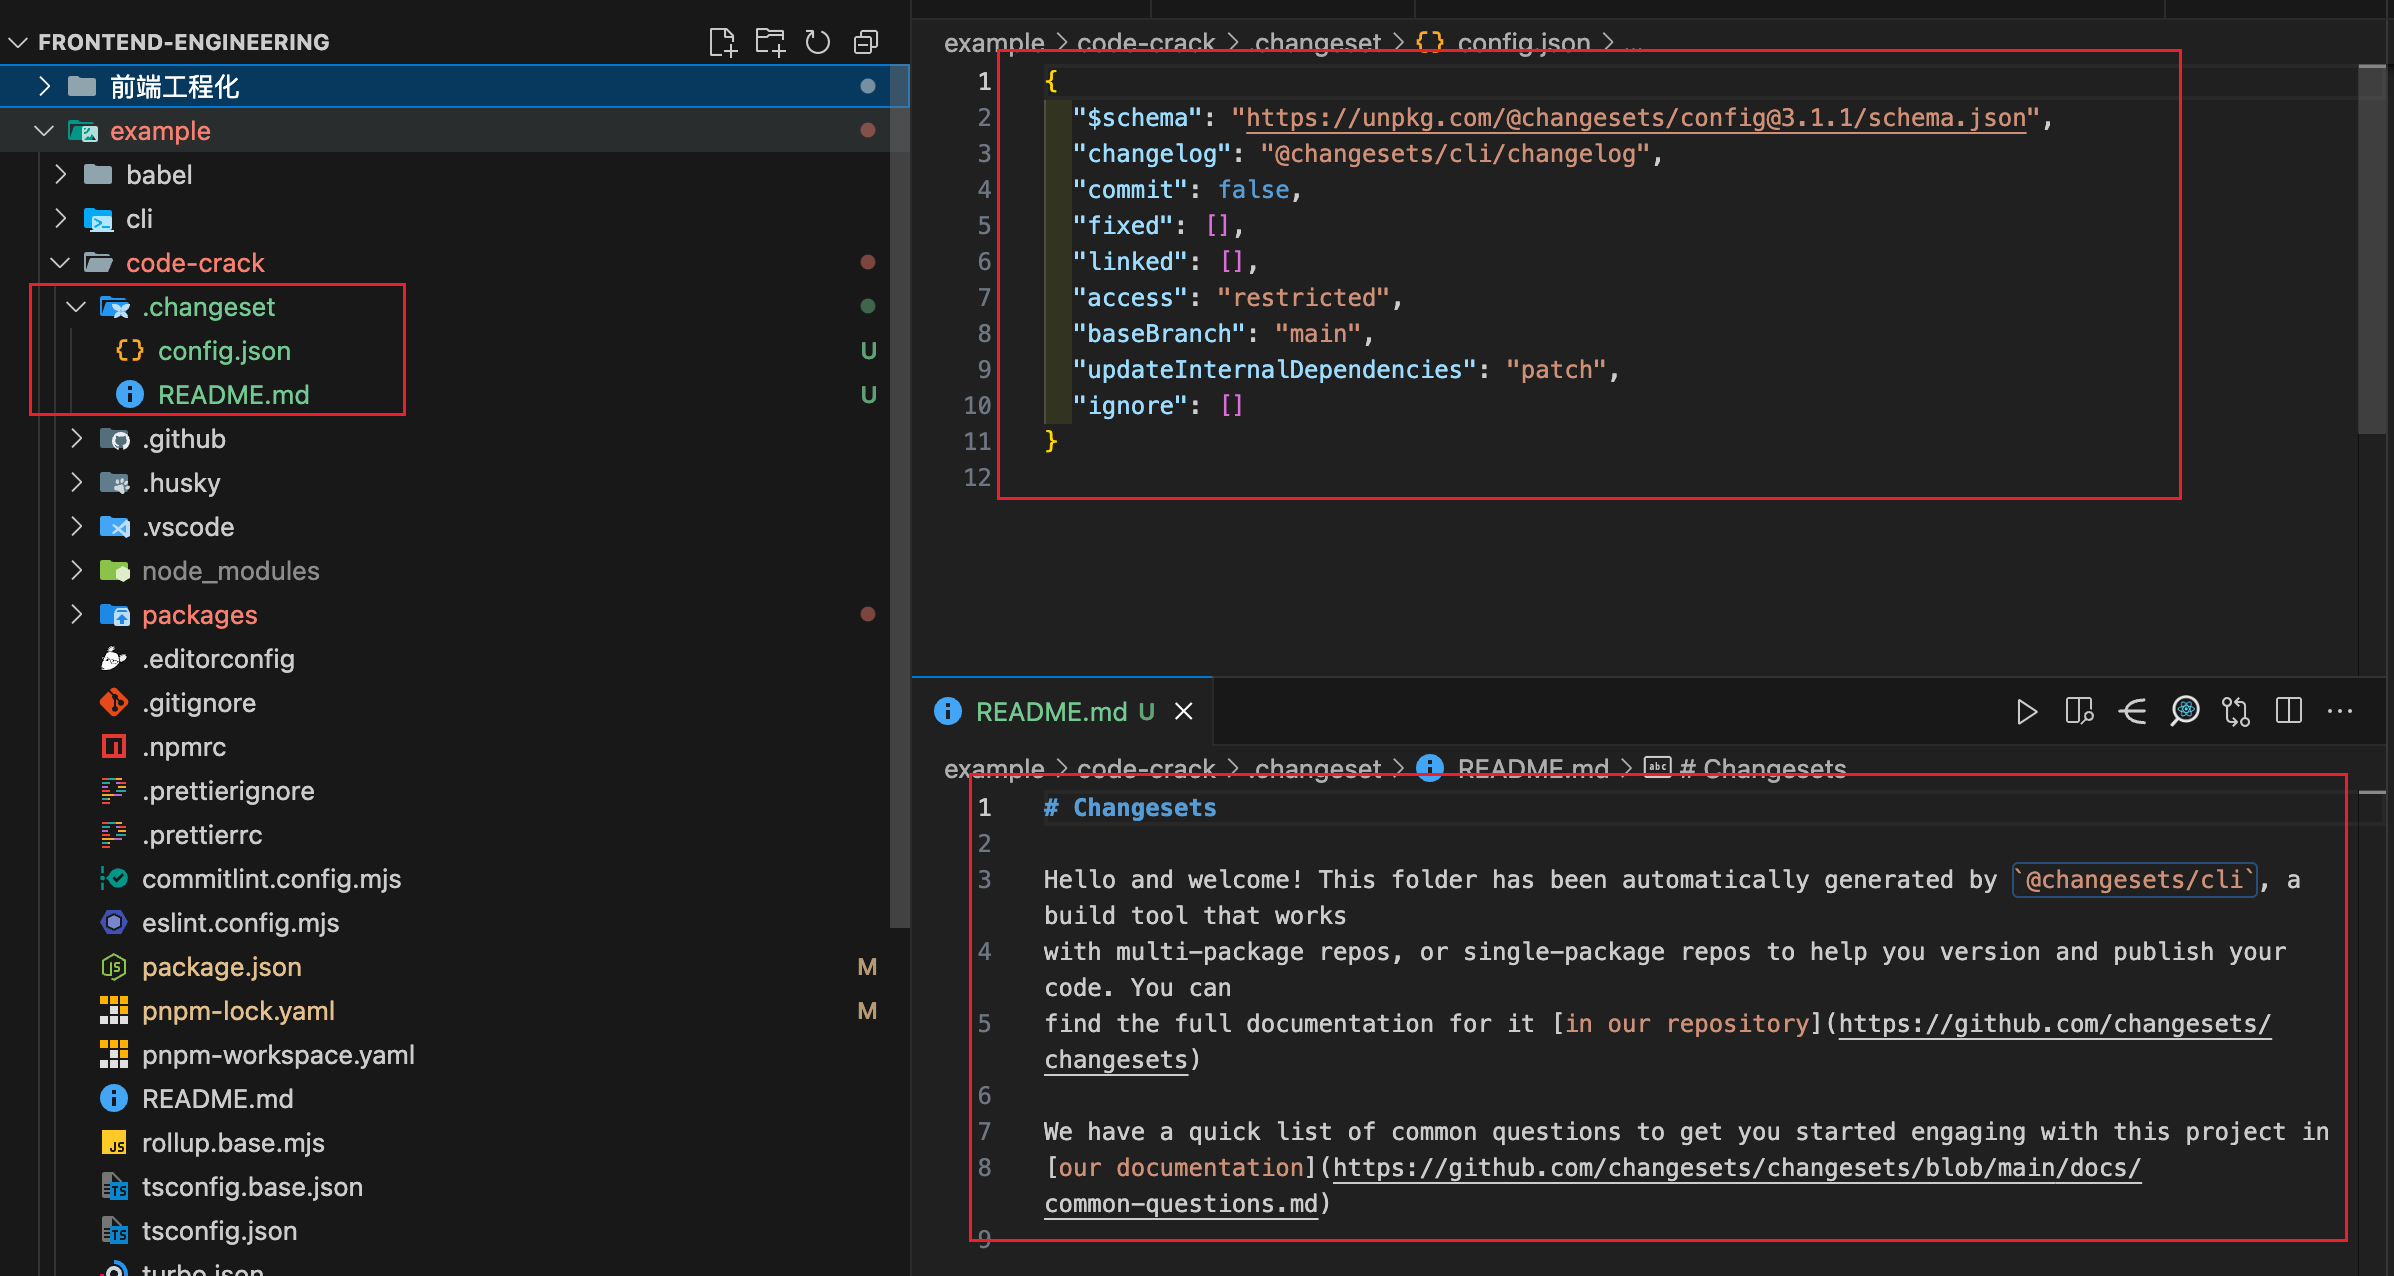 FRONTEND-ENGINEERING
前端工程化
example
babel
cli
code-crack
.changeset
config.json U
README.md U
.github
.husky
.vscode
node_modules
packages
.editorconfig
.gitignore
.npmrc
.prettierignore
.prettierrc
commitlint.config.mjs
eslint.config.mjs
package.json M
pnpm-lock.yaml M
pnpm-workspace.yaml
README.md
rollup.base.mjs
tsconfig.base.json
tsconfig.json
turbo.json
example > code-crack > .changeset > {} config.json > ...
1 {
2 "$schema": "https://unpkg.com/@changesets/config@3.1.1/schema.json",
3 "changelog": "@changesets/cli/changelog",
4 "commit": false,
5 "fixed": [],
6 "linked": [],
7 "access": "restricted",
8 "baseBranch": "main",
9 "updateInternalDependencies": "patch",
10 "ignore": []
11 }
12
README.md U
example > code-crack > .changeset > README.md > # Changesets
1 # Changesets
2
3 Hello and welcome! This folder has been automatically generated by `@changesets/cli`, a
build tool that works
4 with multi-package repos, or single-package repos to help you version and publish your
code. You can
5 find the full documentation for it [in our repository](https://github.com/changesets/
changesets)
6
7 We have a quick list of common questions to get you started engaging with this project in
8 [our documentation](https://github.com/changesets/changesets/blob/main/docs/
common-questions.md)
9